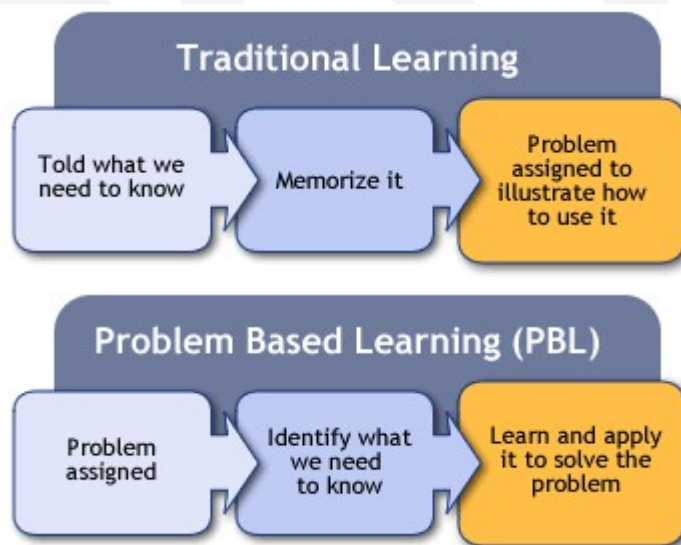 Traditional Learning
Told what we
need to know
Memorize it
Problem
assigned to
illustrate how
to use it
Problem Based Learning (PBL)
Problem
assigned
Identify what
we need
to know
Learn and apply
it to solve the
problem